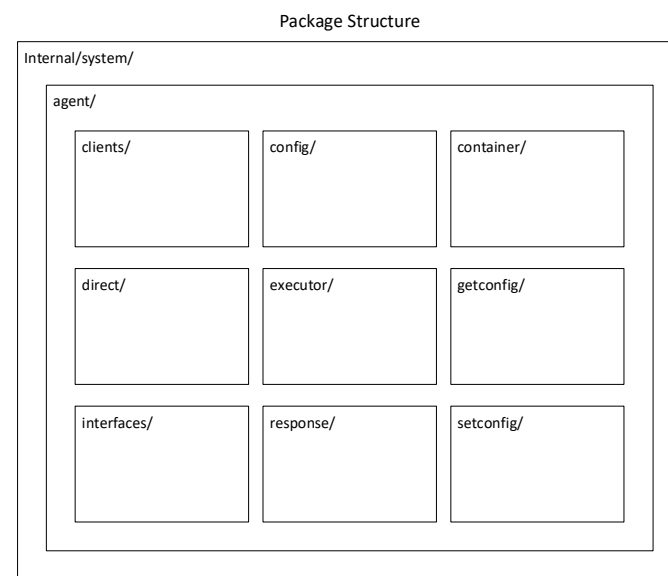 Package Structure
Internal/system/
agent/
clients/
config/
container/
direct/
executor/
getconfig/
interfaces/
response/
setconfig/